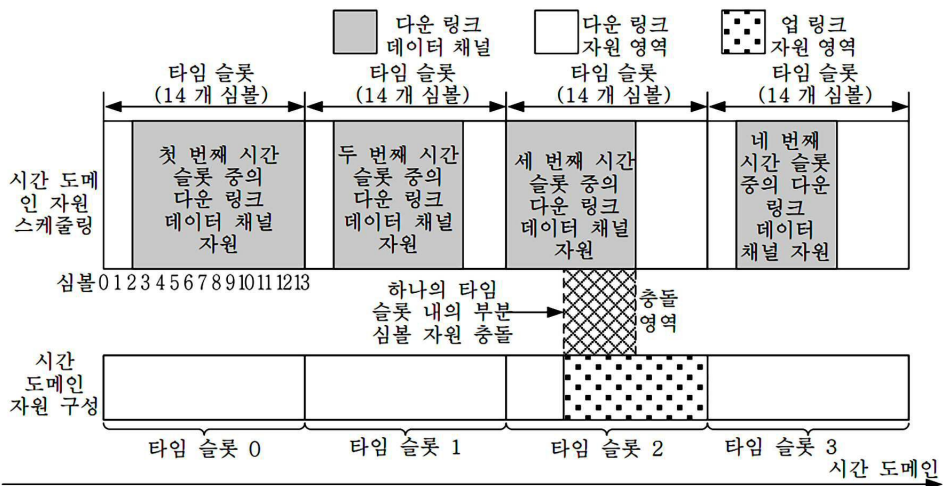 다운 링크
데이터 채널
다운 링크
자원 영역
업 링크
자원 영역
타임 슬롯
(14 개 심볼)
타임 슬롯
(14 개 심볼)
타임 슬롯
(14 개 심볼)
타임 슬롯
(14 개 심볼)
시간 도메
인 자원
스케줄링
첫 번째 시간
슬롯 중의
다운 링크
데이터 채널
자원
두 번째 시간
슬롯 중의
다운 링크
데이터 채널
자원
세 번째 시간
슬롯 중의
다운 링크
데이터 채널
자원
네 번째
시간 슬롯
중의 다운
링크
데이터
채널 자원
심볼 0 1 2 3 4 5 6 7 8 9 10 11 12 13
하나의 타임
슬롯 내의 부분
심볼 자원 충돌
충돌
영역
시간
도메인
자원 구성
타임 슬롯 0
타임 슬롯 1
타임 슬롯 2
타임 슬롯 3
시간 도메인